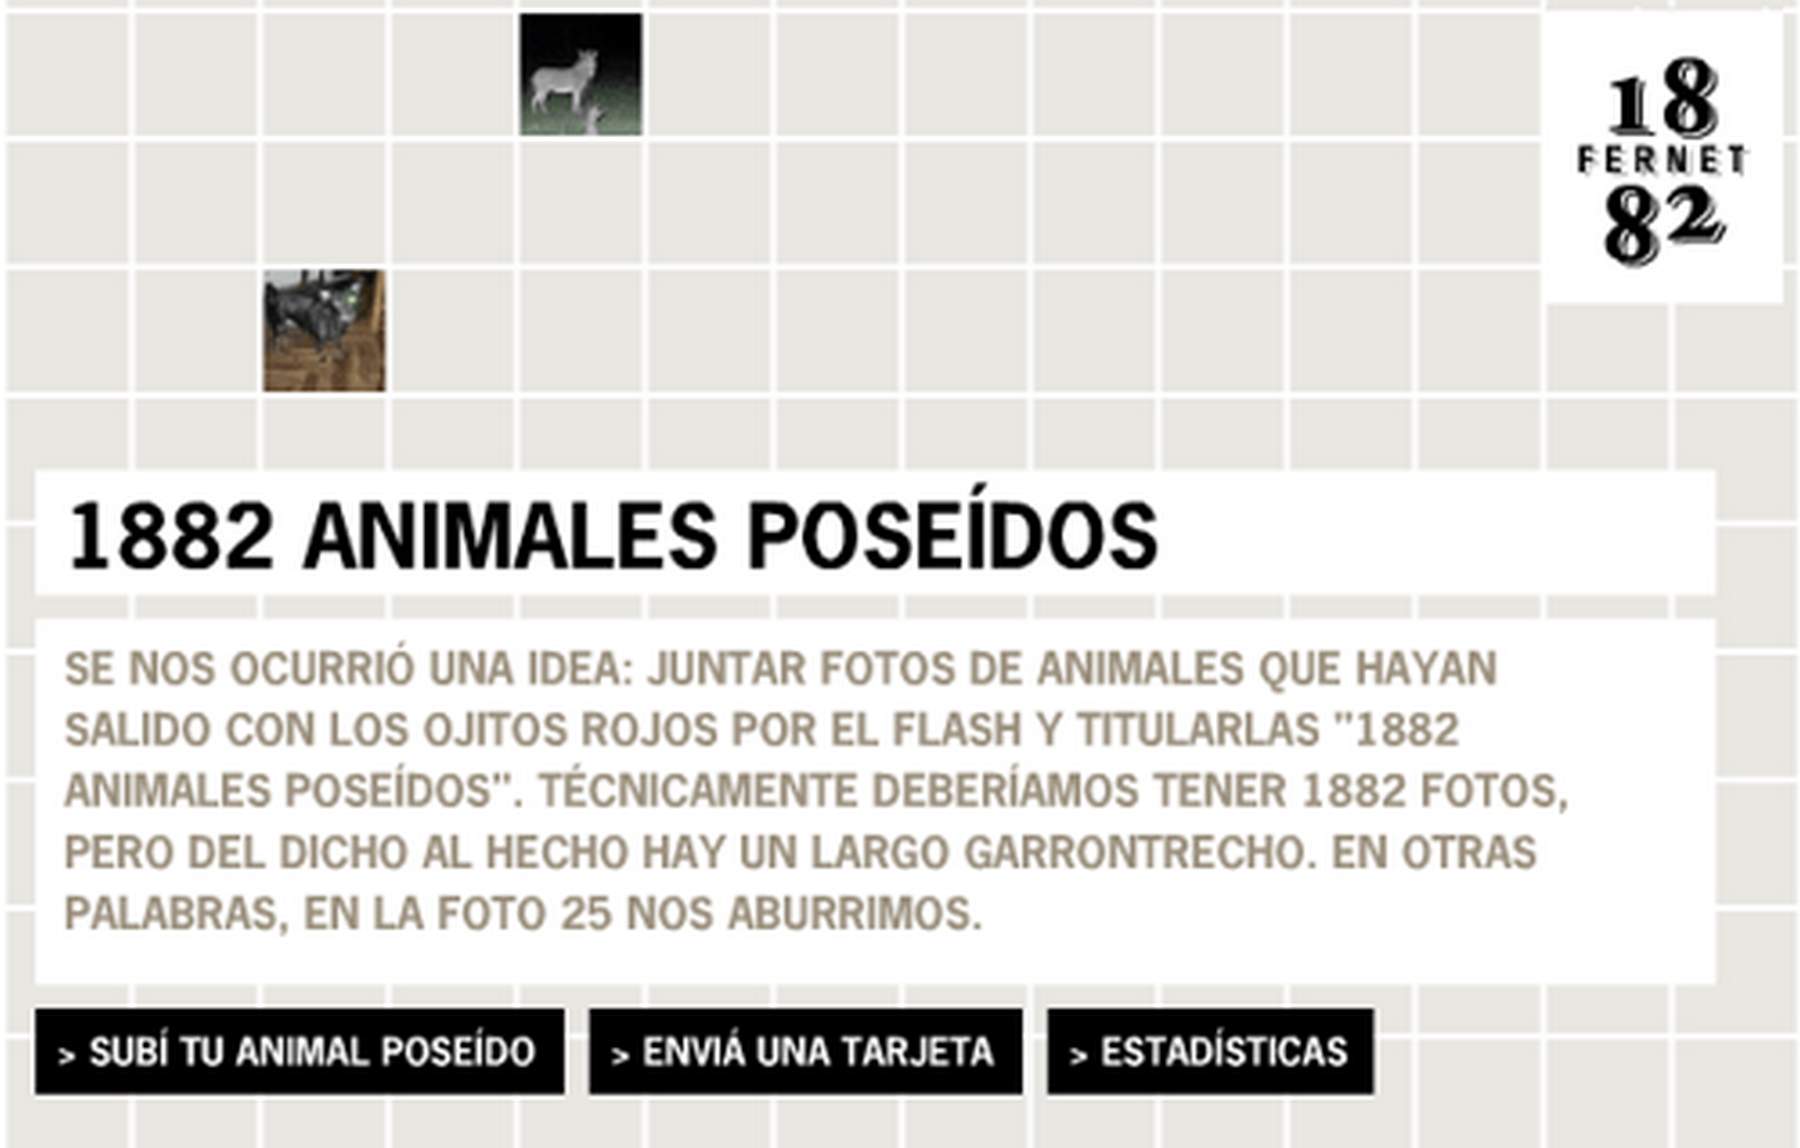 18
FERNET
82
1882 ANIMALES POSEÍDOS
SE NOS OCURRIÓ UNA IDEA: JUNTAR FOTOS DE ANIMALES QUE HAYAN
SALIDO CON LOS OJITOS ROJOS POR EL FLASH Y TITULARLAS "1882
ANIMALES POSEÍDOS". TÉCNICAMENTE DEBERÍAMOS TENER 1882 FOTOS,
PERO DEL DICHO AL HECHO HAY UN LARGO GARRONTRECHO. EN OTRAS
PALABRAS, EN LA FOTO 25 NOS ABURRIMOS.
> SUBÍ TU ANIMAL POSEÍDO > ENVIÁ UNA TARJETA > ESTADÍSTICAS